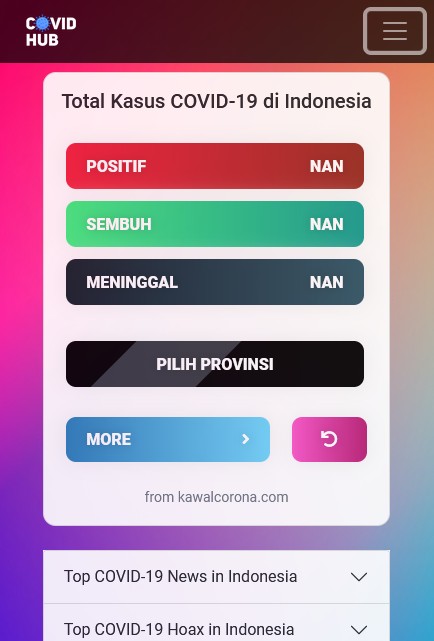 COVID
HUB
Total Kasus COVID-19 di Indonesia
POSITIF NAN
SEMBUH NAN
MENINGGAL NAN
PILIH PROVINSI
MORE
from kawalcorona.com
Top COVID-19 News in Indonesia
Top COVID-19 Hoax in Indonesia